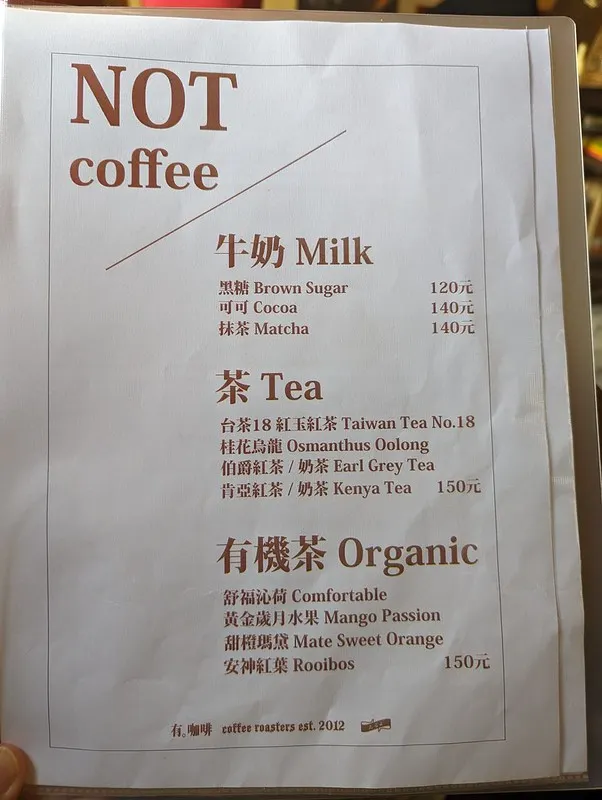 NOT
coffee
牛奶 Milk
黑糖 Brown Sugar 120元
可可 Cocoa 140元
抹茶 Matcha 140元
茶 Tea
台茶18 紅玉紅茶 Taiwan Tea No.18
桂花烏龍 Osmanthus Oolong
伯爵紅茶 / 奶茶 Earl Grey Tea
肯亞紅茶 / 奶茶 Kenya Tea 150元
有機茶 Organic
舒福沁荷 Comfortable
黃金歲月水果 Mango Passion
甜橙瑪黛 Mate Sweet Orange
安神紅葉 Rooibos 150元
有。咖啡 coffee roasters est. 2012